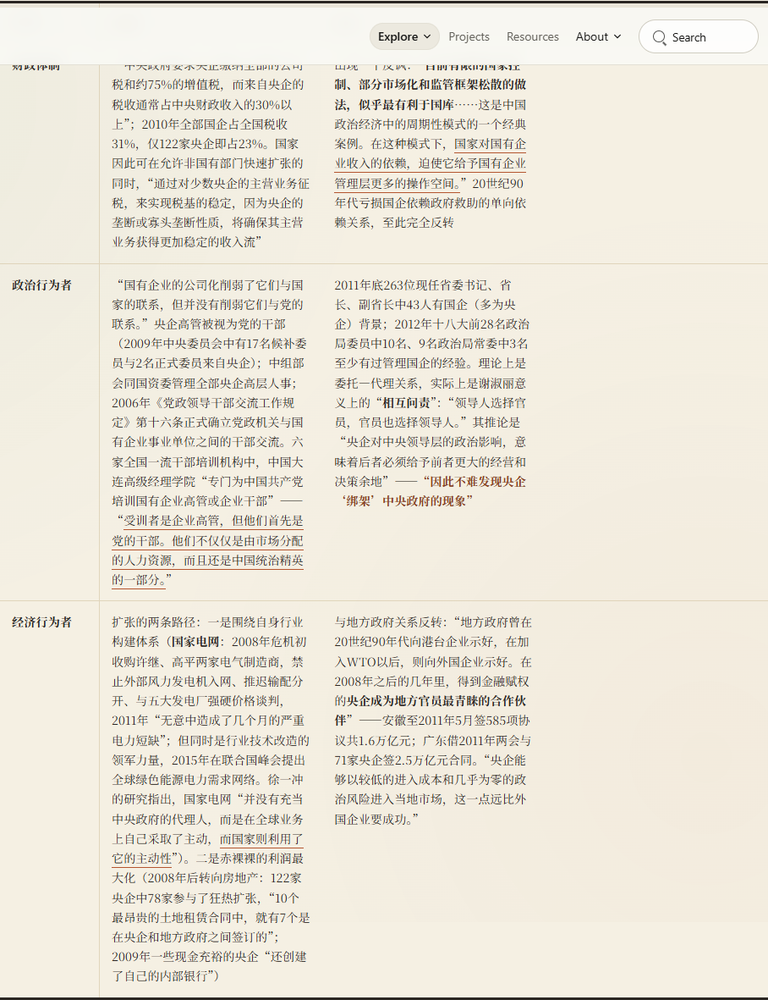 Explore
Projects
Resources
About
Search
财政体制
“中央政府要求央企缴纳全部的公司
税和约75%的增值税，而来自央企的
税收通常占中央财政收入的30%以
上”；2010年全部国企占全国税收
31%，仅122家央企即占23%。国家
因此可在允许非国有部门快速扩张的
同时，“通过对少数央企的主营业务征
税，来实现税基的稳定，因为央企的
垄断或寡头垄断性质，将确保其主营
业务获得更加稳定的收入流”
出现一个反讽：“目前有限的国家控
制、部分市场化和监管框架松散的做
法，似乎最有利于国库……这是中国
政治经济中的周期性模式的一个经典
案例。在这种模式下，国家对国有企
业收入的依赖，迫使它给予国有企业
管理层更多的操作空间。”20世纪90
年代亏损国企依赖政府救助的单向依
赖关系，至此完全反转
政治行为者
“国有企业的公司化削弱了它们与国
家的联系，但并没有削弱它们与党的
联系。”央企高管被视为党的干部
（2009年中央委员会中有17名候补委
员与2名正式委员来自央企）；中组部
会同国资委管理全部央企高层人事；
2006年《党政领导干部交流工作规
定》第十六条正式确立党政机关与国
有企业事业单位之间的干部交流。六
家全国一流干部培训机构中，中国大
连高级经理学院“专门为中国共产党
培训国有企业高管或企业干部”——
“受训者是企业高管，但他们首先是
党的干部。他们不仅仅是由市场分配
的人力资源，而且还是中国统治精英
的一部分。”
2011年底263位现任省委书记、省
长、副省长中43人有国企（多为央
企）背景；2012年十八大前28名政治
局委员中10名、9名政治局常委中3名
至少有过管理国企的经验。理论上是
委托—代理关系，实际上是谢淑丽意
义上的“相互问责”：“领导人选择官
员，官员也选择领导人。”其推论是
“央企对中央领导层的政治影响，意
味着后者必须给予前者更大的经营和
决策余地”——“因此不难发现央企
‘绑架’中央政府的现象”
经济行为者
扩张的两条路径：一是围绕自身行业
构建体系（国家电网：2008年危机初
收购许继、高平两家电气制造商，禁
止外部风力发电机入网、推迟输配分
开、与五大发电厂强硬价格谈判，
2011年“无意中造成了几个月的严重
电力短缺”；但同时是行业技术改造的
领军力量，2015年在联合国峰会提出
全球绿色能源电力需求网络。徐一冲
的研究指出，国家电网“并没有充当
中央政府的代理人，而是在全球业务
上自己采取了主动，而国家则利用了
它的主动性”）。二是赤裸裸的利润最
大化（2008年后转向房地产：122家
央企中78家参与了狂热扩张，“10个
最昂贵的土地租赁合同中，就有7个是
在央企和地方政府之间签订的”；
2009年一些现金充裕的央企“还创建
了自己的内部银行”）
与地方政府关系反转：“地方政府曾在
20世纪90年代向港台企业示好，在加
入WTO以后，则向外国企业示好。在
2008年之后的几年里，得到金融赋权
的央企成为地方官员最青睐的合作伙
伴”——安徽至2011年5月签585项协
议共1.6万亿元；广东借2011年两会与
71家央企签2.5万亿元合同。“央企能
够以较低的进入成本和几乎为零的政
治风险进入当地市场，这一点远比外
国企业要成功。”